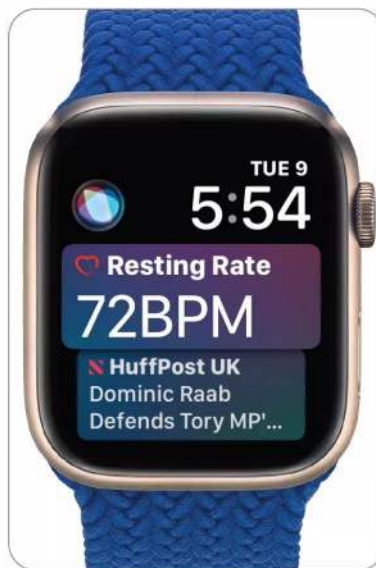 TUE 9
5:54
Resting Rate
72BPM
HuffPost UK
Dominic Raab
Defends Tory MP'...